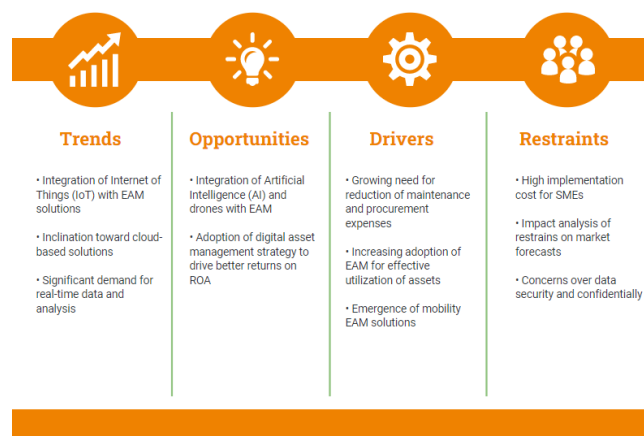 Trends
• Integration of Internet of
Things (IoT) with EAM
solutions
• Inclination toward cloud-
based solutions
• Significant demand for
real-time data and
analysis
Opportunities
• Integration of Artificial
Intelligence (AI) and
drones with EAM
• Adoption of digital asset
management strategy to
drive better returns on
ROA
Drivers
• Growing need for
reduction of maintenance
and procurement
expenses
• Increasing adoption of
EAM for effective
utilization of assets
• Emergence of mobility
EAM solutions
Restraints
• High implementation
cost for SMEs
• Impact analysis of
restrains on market
forecasts
• Concerns over data
security and confidentially